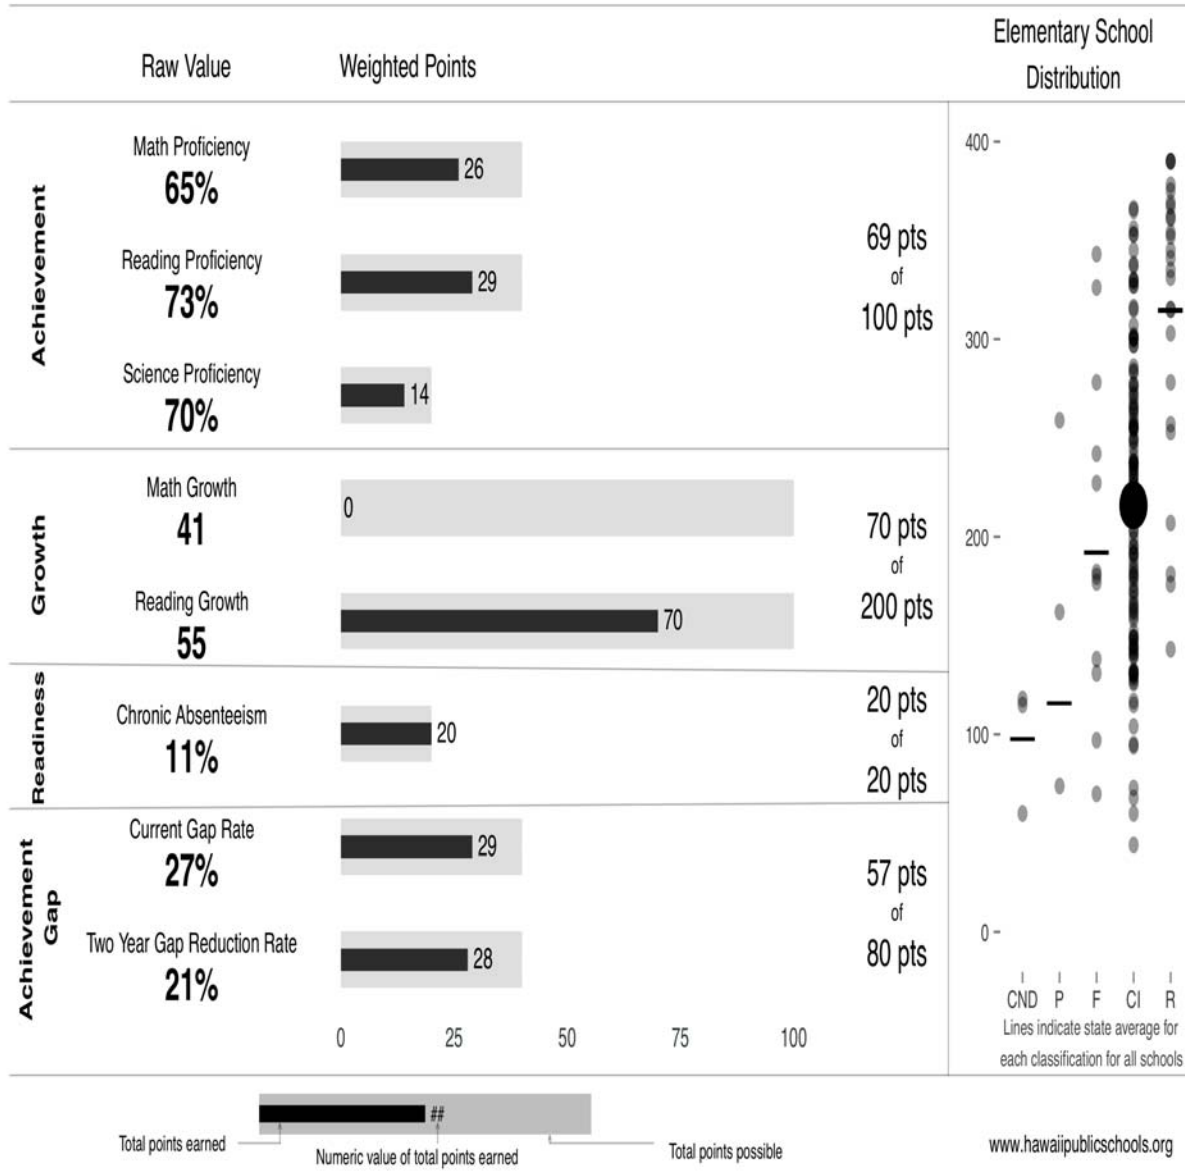 Raw Value
Weighted Points
Elementary School
Distribution
Achievement
Math Proficiency
65%
26
Reading Proficiency
73%
29
Science Proficiency
70%
14
69 pts
of
100 pts
Growth
Math Growth
41
0
Reading Growth
55
70
70 pts
of
200 pts
Readiness
Chronic Absenteeism
11%
20
20 pts
of
20 pts
Achievement
Gap
Current Gap Rate
27%
29
Two Year Gap Reduction Rate
21%
28
57 pts
of
80 pts
0 25 50 75 100
400
300
200
100
0
CND P F CI R
Lines indicate state average for
each classification for all schools
##
Total points earned
Numeric value of total points earned
Total points possible
www.hawaiipublicschools.org